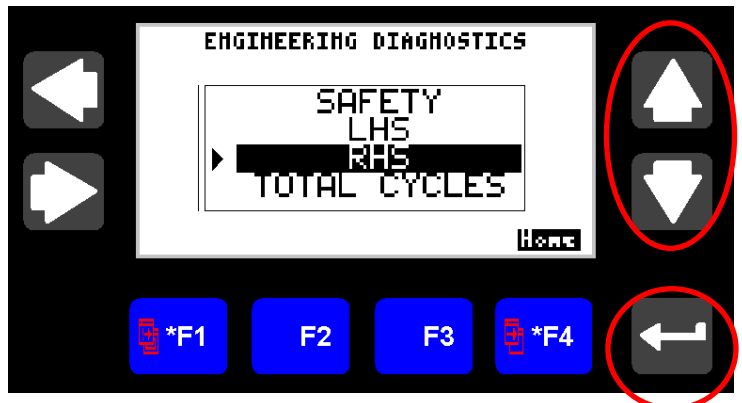 ENGINEERING DIAGNOSTICS
SAFETY
LHS
RHS
TOTAL CYCLES
Home
*F1 F2 F3 *F4